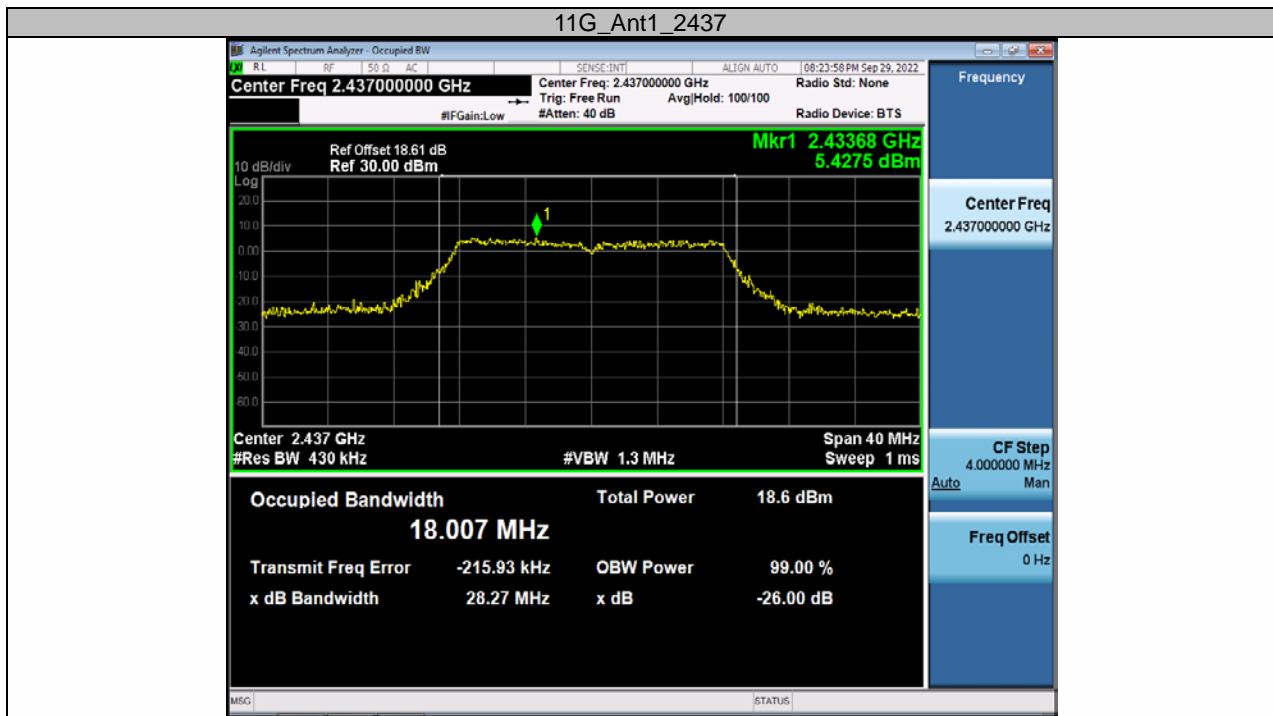 11G_Ant1_2437
Agilent Spectrum Analyzer - Occupied BW
RL RF 50 Ω AC SENSE:INT ALIGN AUTO 08:23:58 PM Sep 29, 2022
Center Freq 2.437000000 GHz
Center Freq: 2.437000000 GHz
Radio Std: None
Trig: Free Run Avg|Hold: 100/100
#IFGain:Low
#Atten: 40 dB
Radio Device: BTS
Frequency
Mkr1 2.43368 GHz
5.4275 dBm
Ref Offset 18.61 dB
10 dB/div Ref 30.00 dBm
Log
20.0
10.0
0.00
-10.0
-20.0
-30.0
-40.0
-50.0
-60.0
1
Center 2.437 GHz
Span 40 MHz
#Res BW 430 kHz
#VBW 1.3 MHz
Sweep 1 ms
Center Freq
2.437000000 GHz
CF Step
4.000000 MHz
Auto Man
Freq Offset
0 Hz
Occupied Bandwidth
18.007 MHz
Total Power 18.6 dBm
Transmit Freq Error -215.93 kHz
OBW Power 99.00 %
x dB Bandwidth 28.27 MHz
x dB -26.00 dB
MSG
STATUS